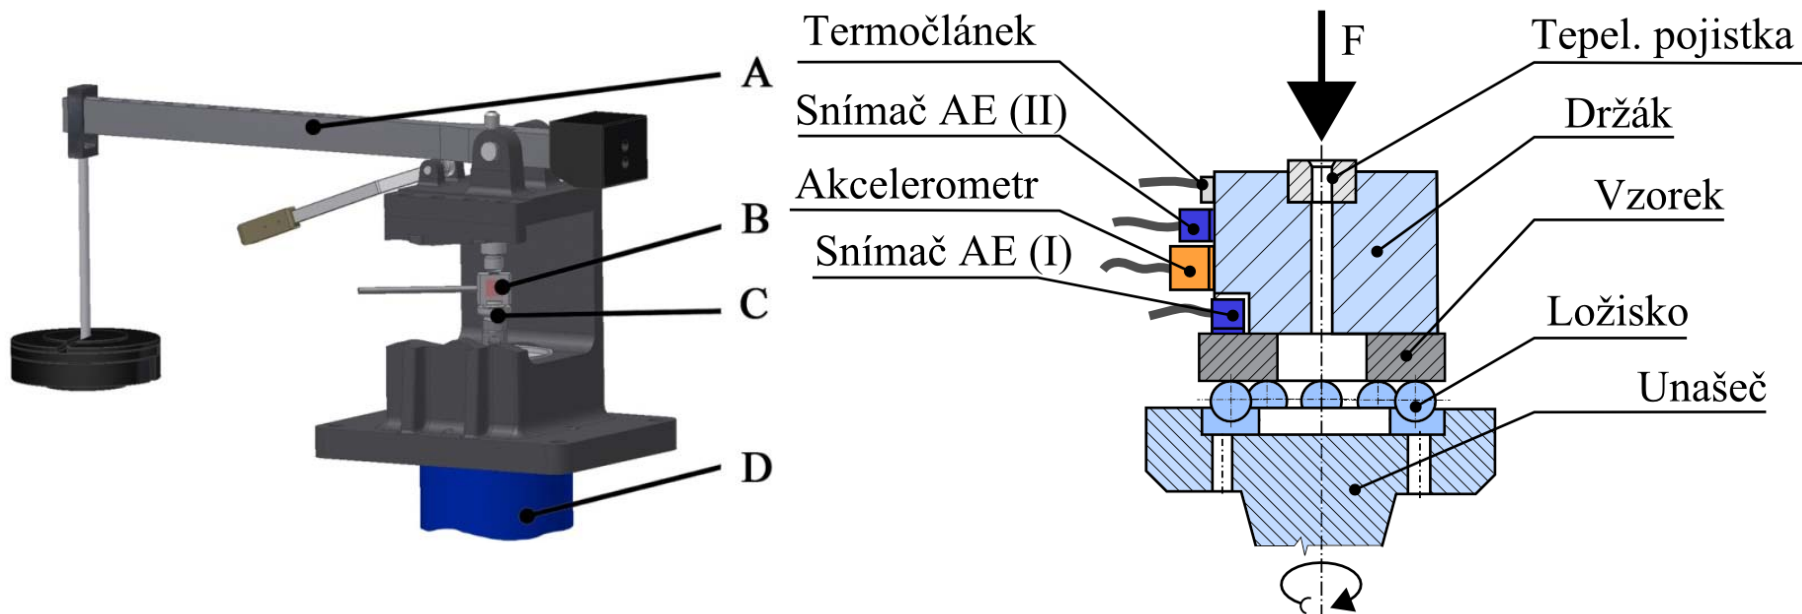 A
B
C
D
Termočlánek
Snímač AE (II)
Akcelerometr
Snímač AE (I)
F
Tepel. pojistka
Držák
Vzorek
Ložisko
Unašeč